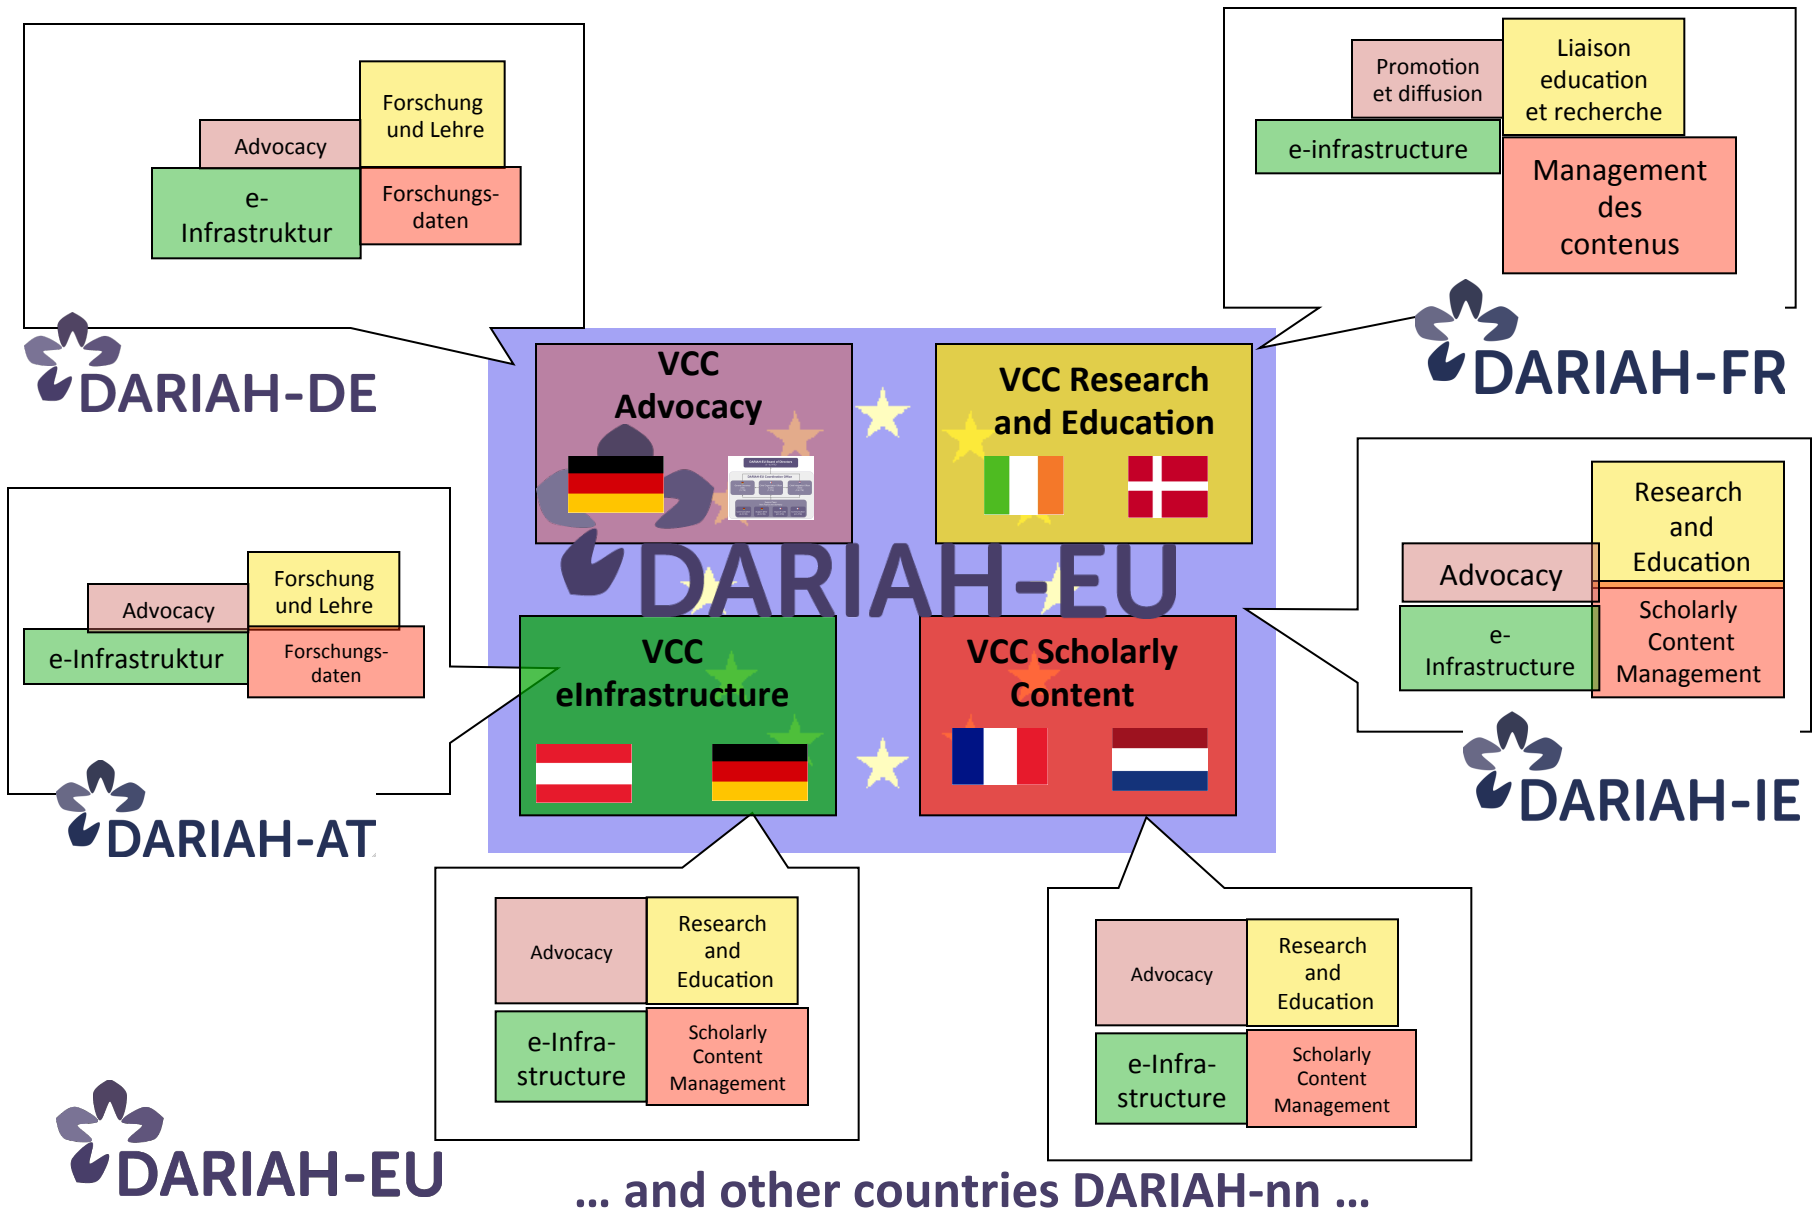 Forschung
und Lehre
Advocacy
e-
Infrastruktur
Forschungs-
daten
DARIAH-DE
Promotion
et diffusion
Liaison
education
et recherche
e-infrastructure
Management
des
contenus
DARIAH-FR
VCC
Advocacy
VCC Research
and Education
DARIAH-EU
VCC
eInfrastructure
VCC Scholarly
Content
Forschung
und Lehre
Advocacy
e-Infrastruktur
Forschungs-
daten
DARIAH-AT
Research
and
Education
Advocacy
e-
Infrastructure
Scholarly
Content
Management
DARIAH-IE
Advocacy
Research
and
Education
e-Infra-
structure
Scholarly
Content
Management
Advocacy
Research
and
Education
e-Infra-
structure
Scholarly
Content
Management
DARIAH-EU
... and other countries DARIAH-nn ...